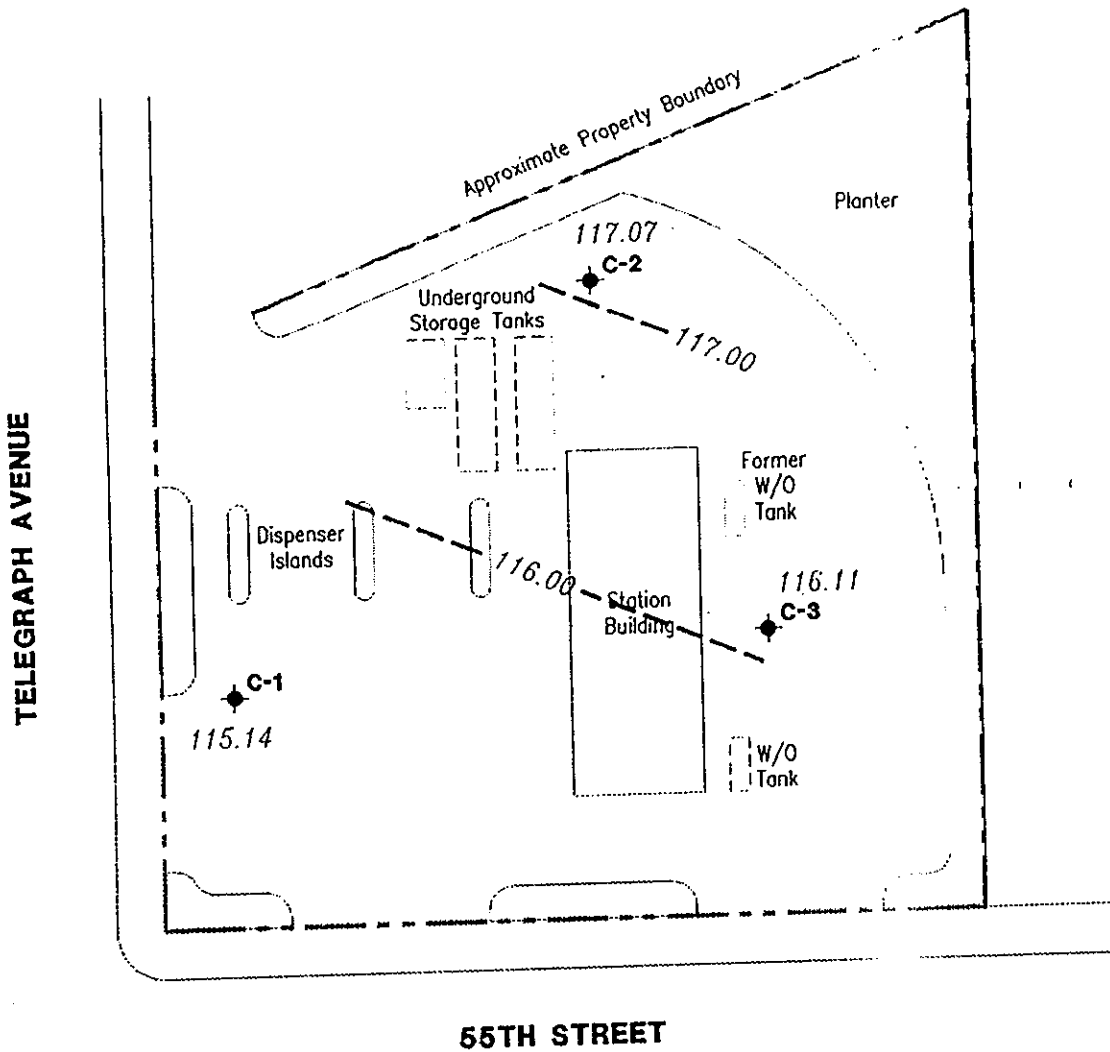 Approximate Property Boundary
Planter
117.07
C-2
Underground
Storage Tanks
117.00
TELEGRAPH AVENUE
Former
W/O
Tank
Dispenser
Islands
116.00
Station
Building
116.11
C-3
C-1
115.14
W/O
Tank
55TH STREET